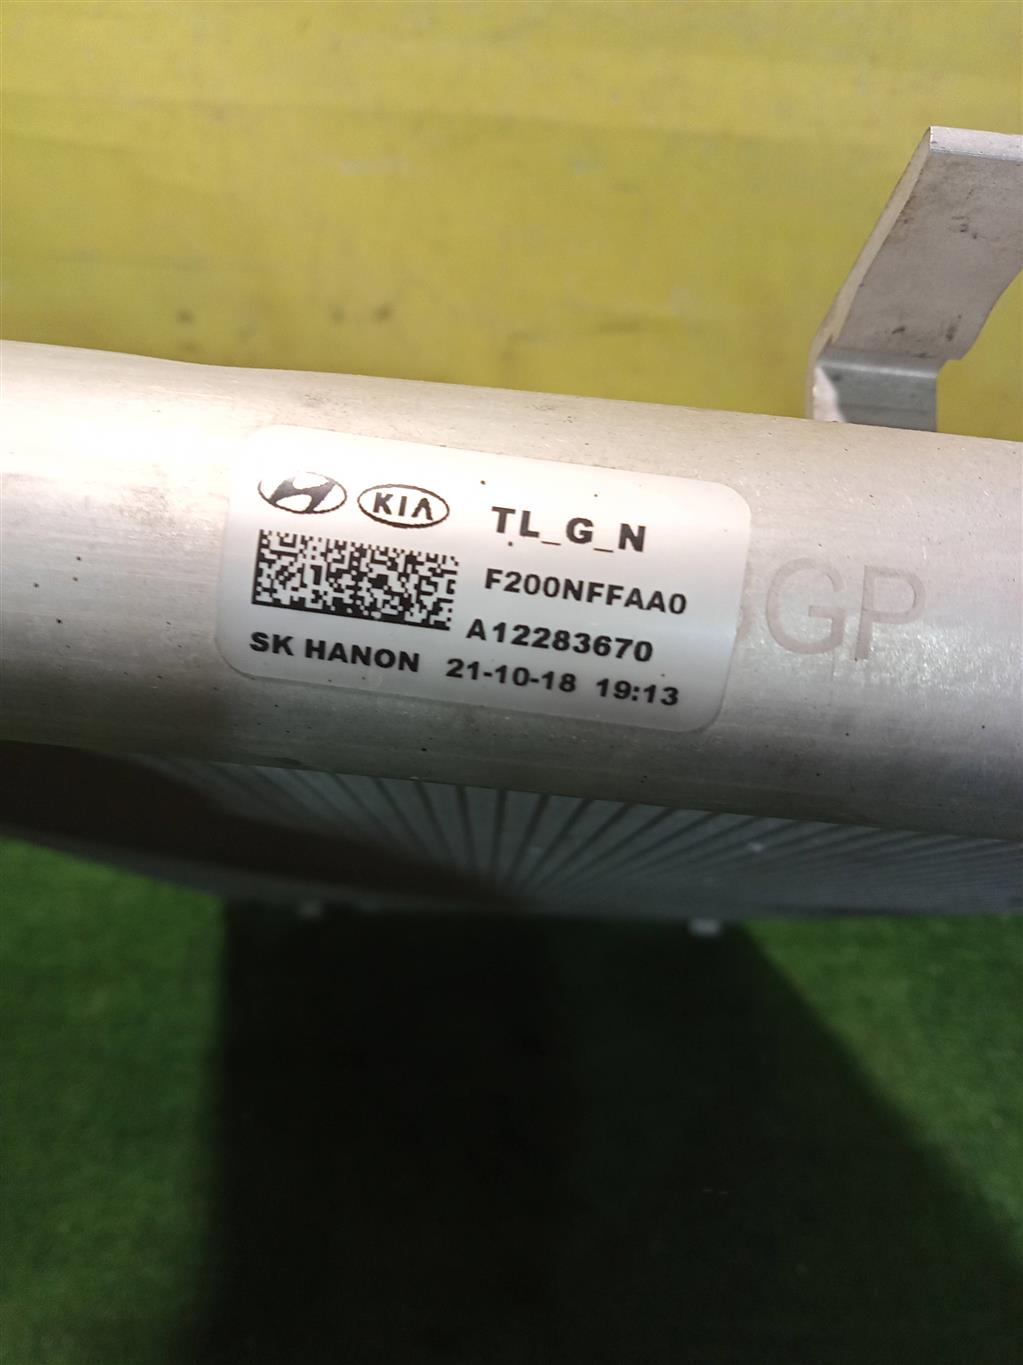 KIA TL_G_N
F200NFFAA0
A12283670
SK HANON 21-10-18 19:13
GP